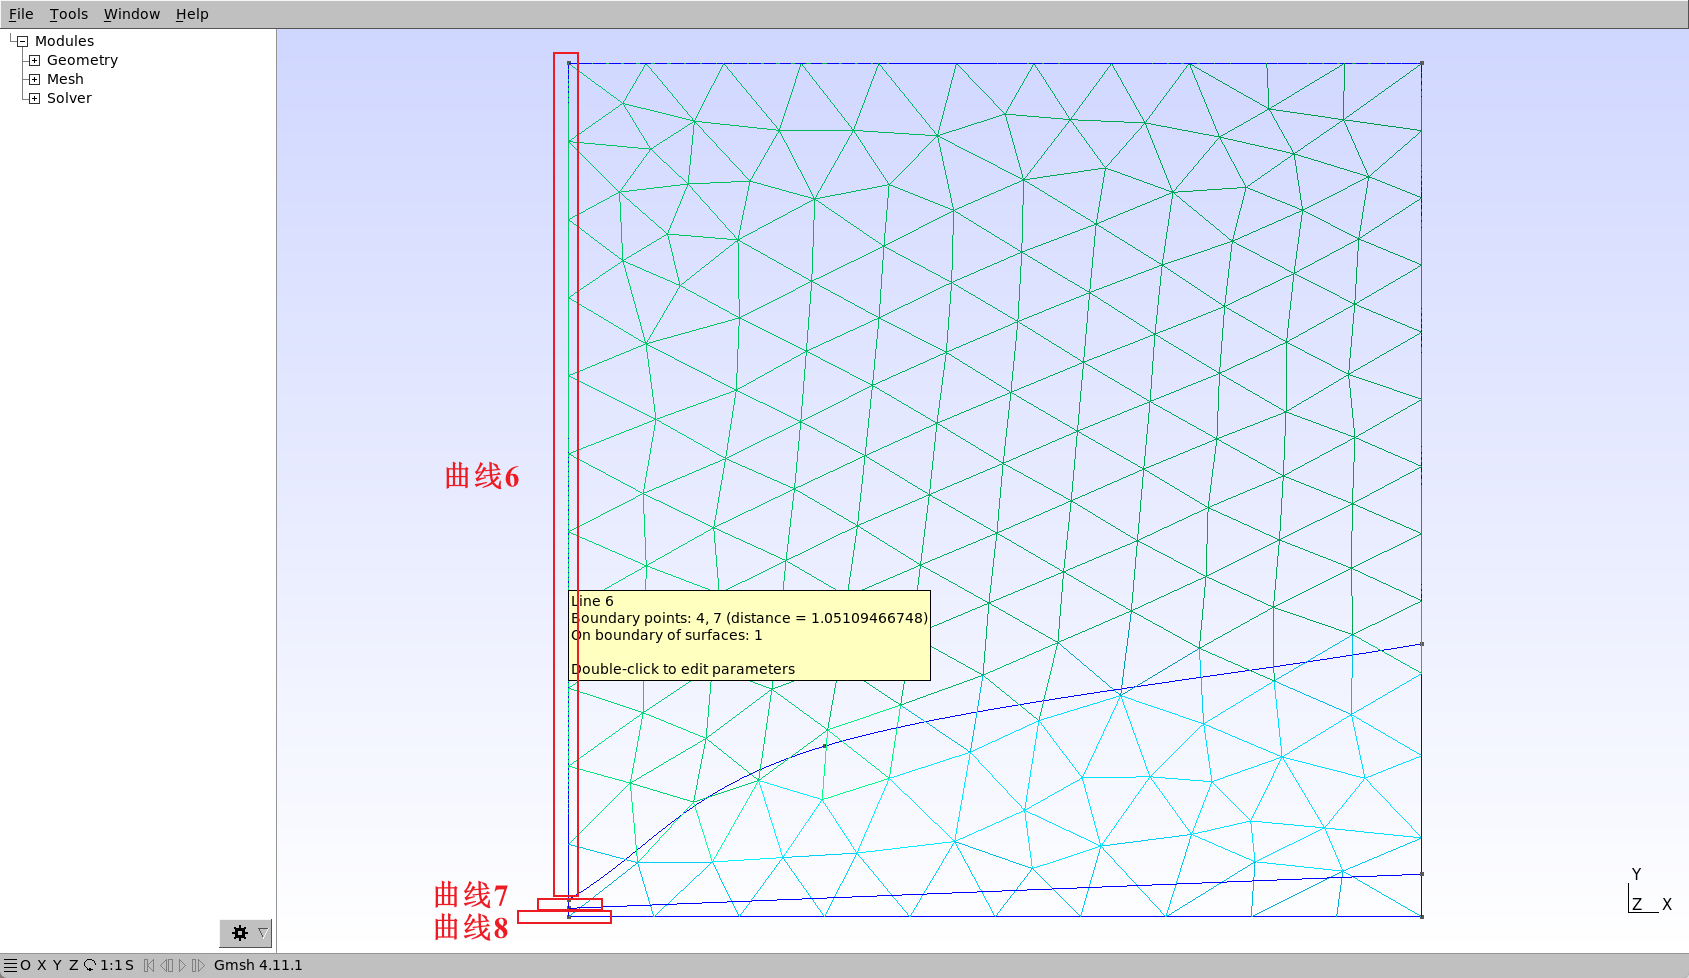 File Tools Window Help
Modules
Geometry
Mesh
Solver
曲线6
Line 6
Boundary points: 4, 7 (distance = 1.05109466748)
On boundary of surfaces: 1
Double-click to edit parameters
曲线7
曲线8
Y
Z X
O X Y Z 1:1 S Gmsh 4.11.1